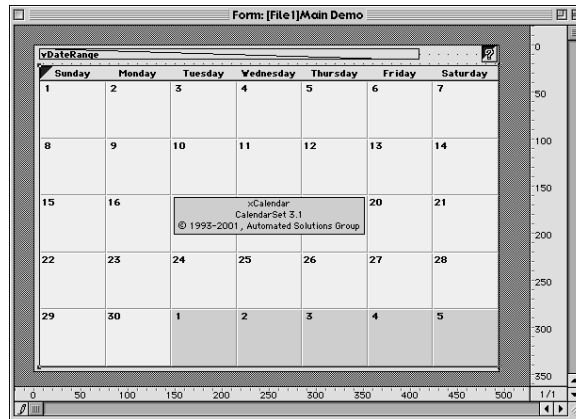 Form: [File1]Main Demo
vDateRange
Sunday Monday Tuesday Wednesday Thursday Friday Saturday
1 2 3 4 5 6 7
8 9 10 11 12 13 14
15 16 20 21
xCalendar
CalendarSet 3.1
© 1993-2001, Automated Solutions Group
22 23 24 25 26 27 28
29 30 1 2 3 4 5
0
50
100
150
200
250
300
350
0 50 100 150 200 250 300 350 400 450 500
1/1